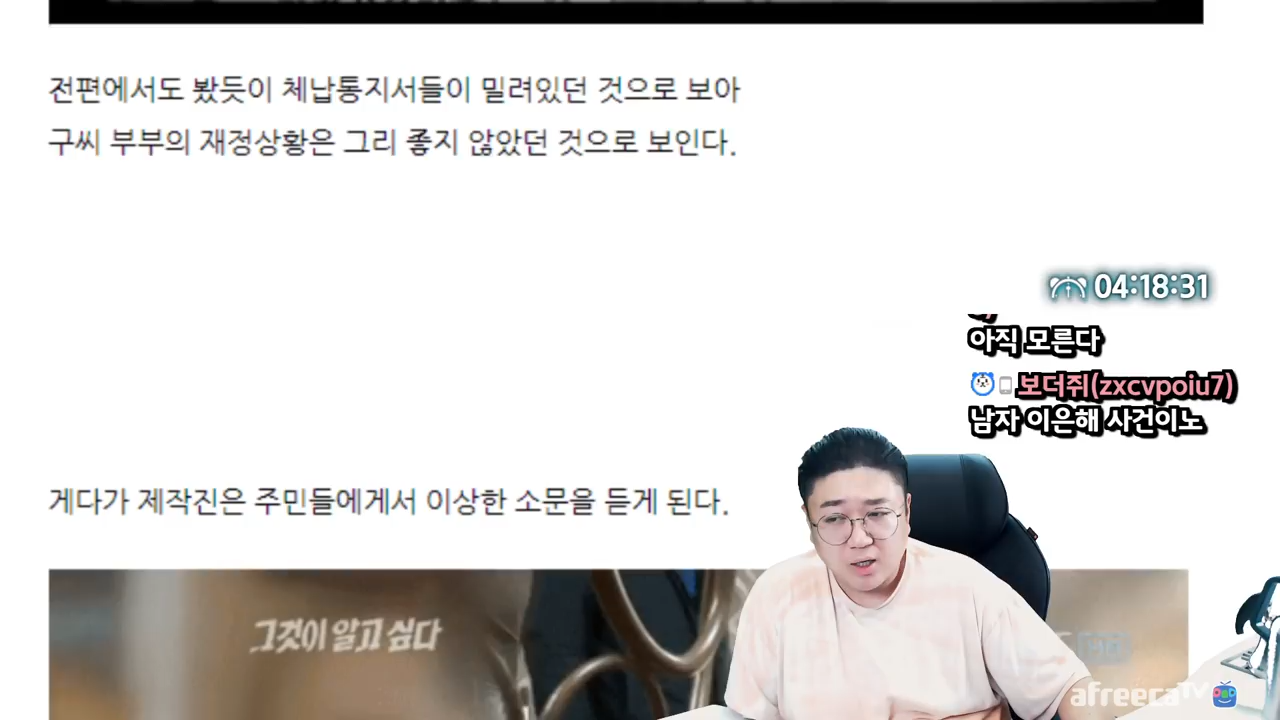 전편에서도 봤듯이 체납통지서들이 밀려있던 것으로 보아
구씨 부부의 재정상황은 그리 좋지 않았던 것으로 보인다.
04:18:31
아직 모른다
보더쥐(zxcvpoiu7)
남자 이은해 사건이노
게다가 제작진은 주민들에게서 이상한 소문을 듣게 된다.
그것이 알고 싶다
afreecaTV